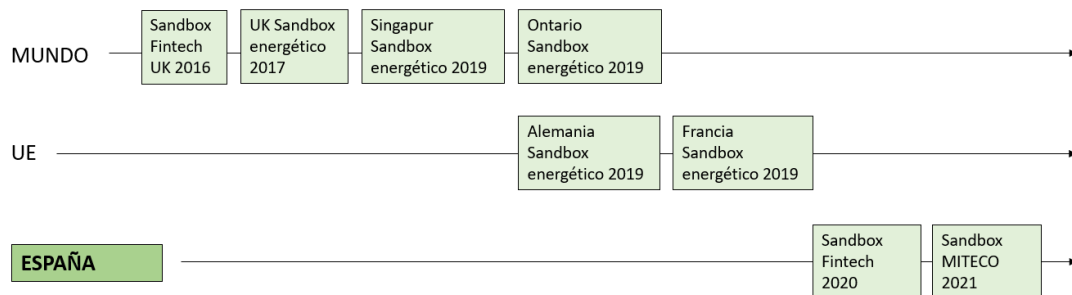 MUNDO
Sandbox
Fintech
UK 2016
UK Sandbox
energético
2017
Singapur
Sandbox
energético 2019
Ontario
Sandbox
energético 2019
UE
Alemania
Sandbox
energético 2019
Francia
Sandbox
energético 2019
ESPAÑA
Sandbox
Fintech
2020
Sandbox
MITECO
2021